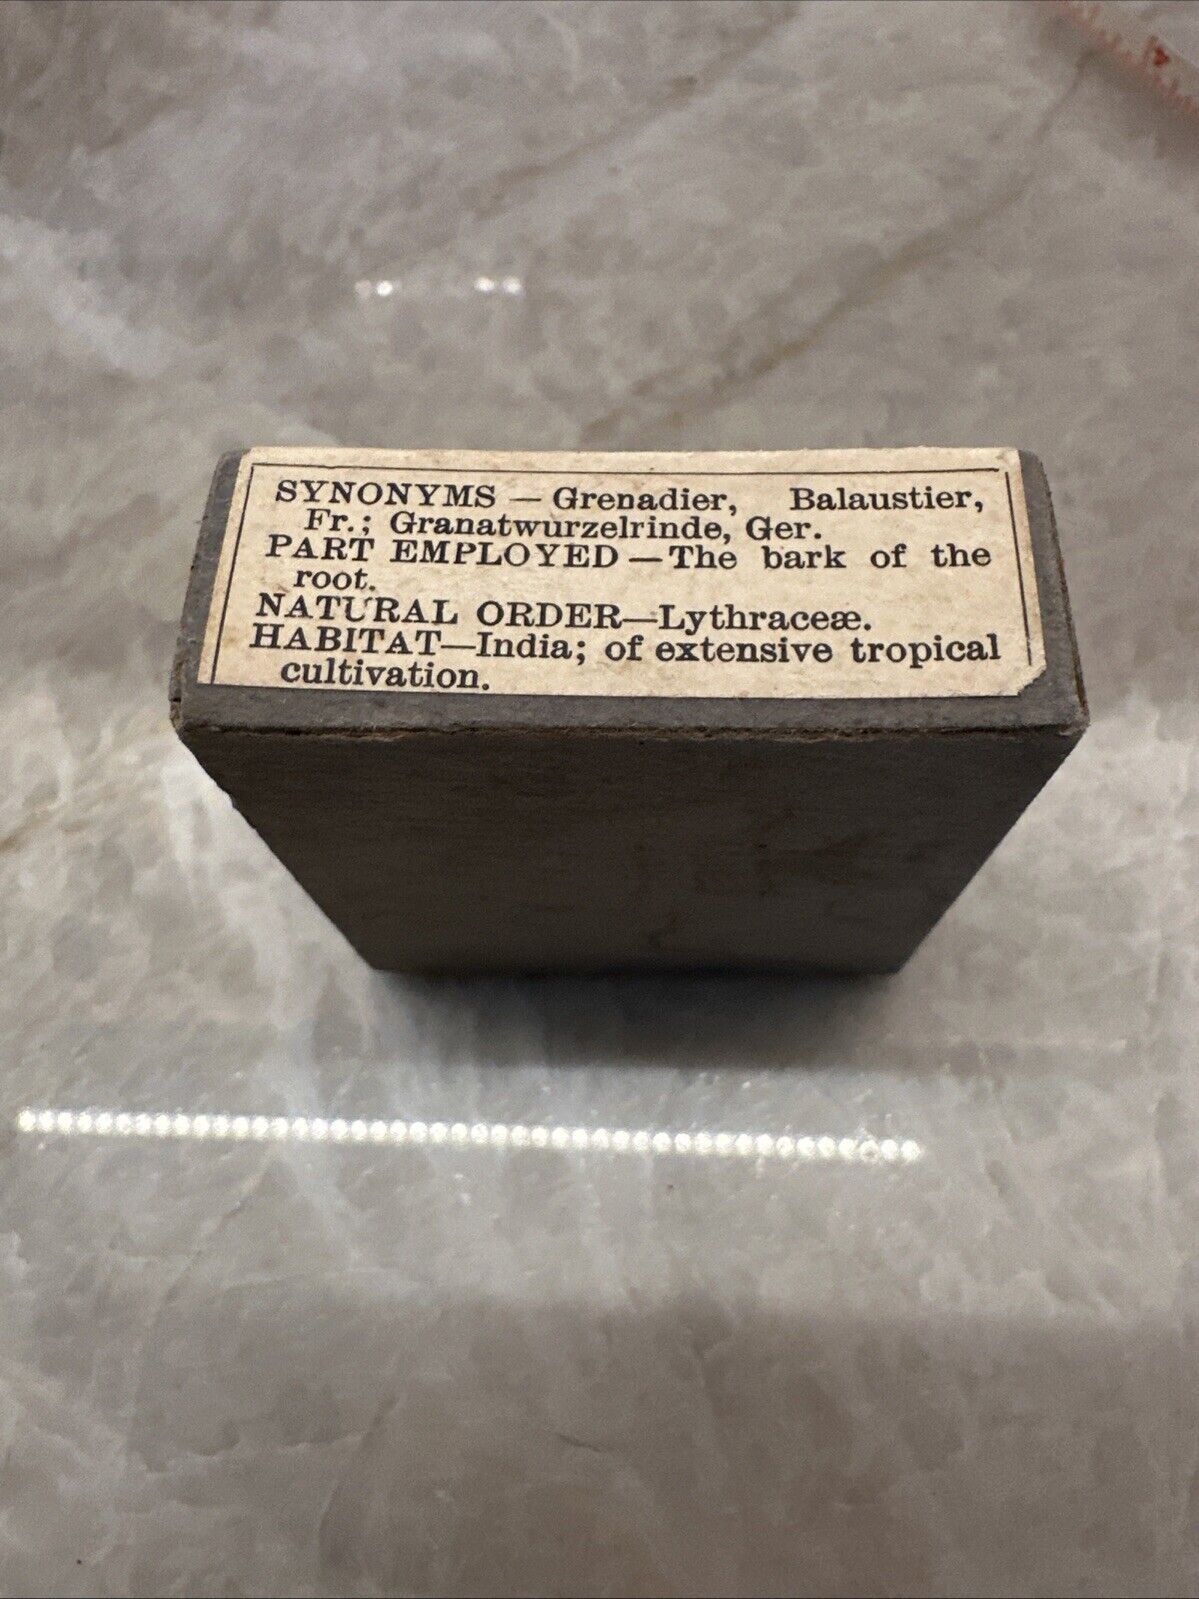 SYNONYMS — Grenadier, Balaustier,
Fr.; Granatwurzelrinde, Ger.
PART EMPLOYED — The bark of the
root.
NATURAL ORDER—Lythraceæ.
HABITAT—India; of extensive tropical
cultivation.